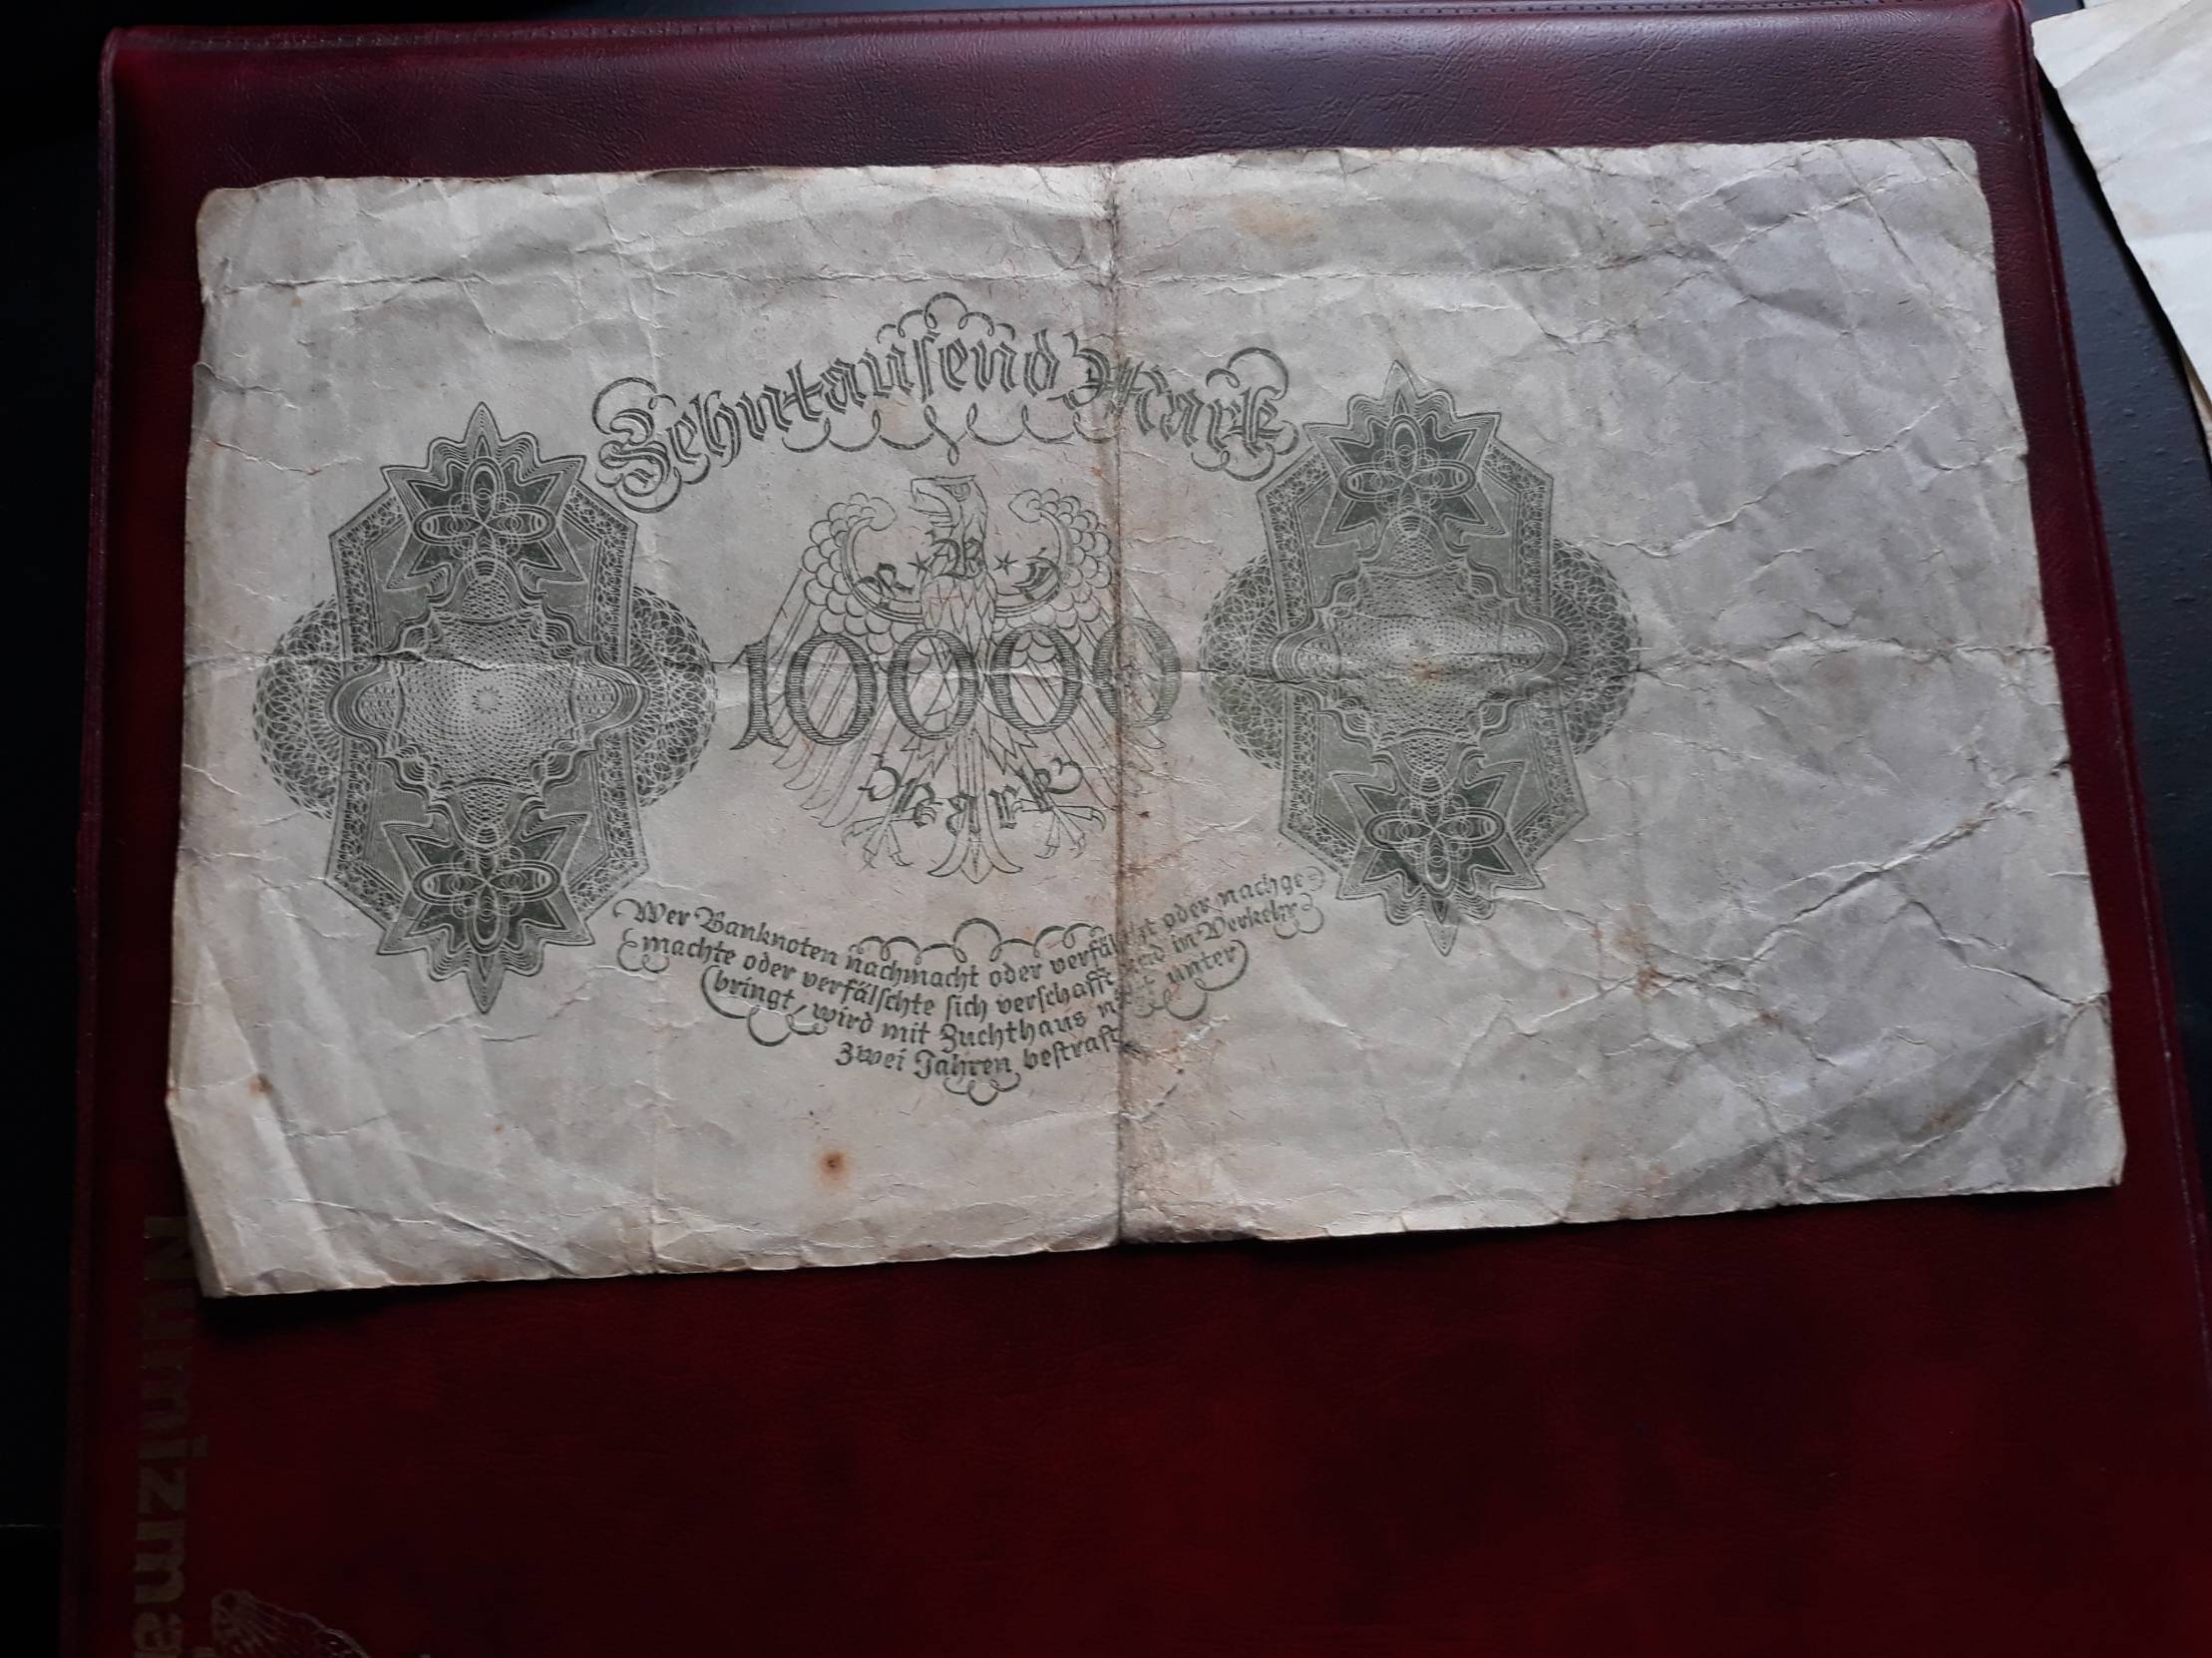 Zehntausend Mark
R * B * D
10000
Mark
Wer Banknoten nachmacht oder verfälscht oder nachge-
machte oder verfälschte sich verschafft und in Verkehr
bringt, wird mit Zuchthaus nicht unter
zwei Jahren bestraft